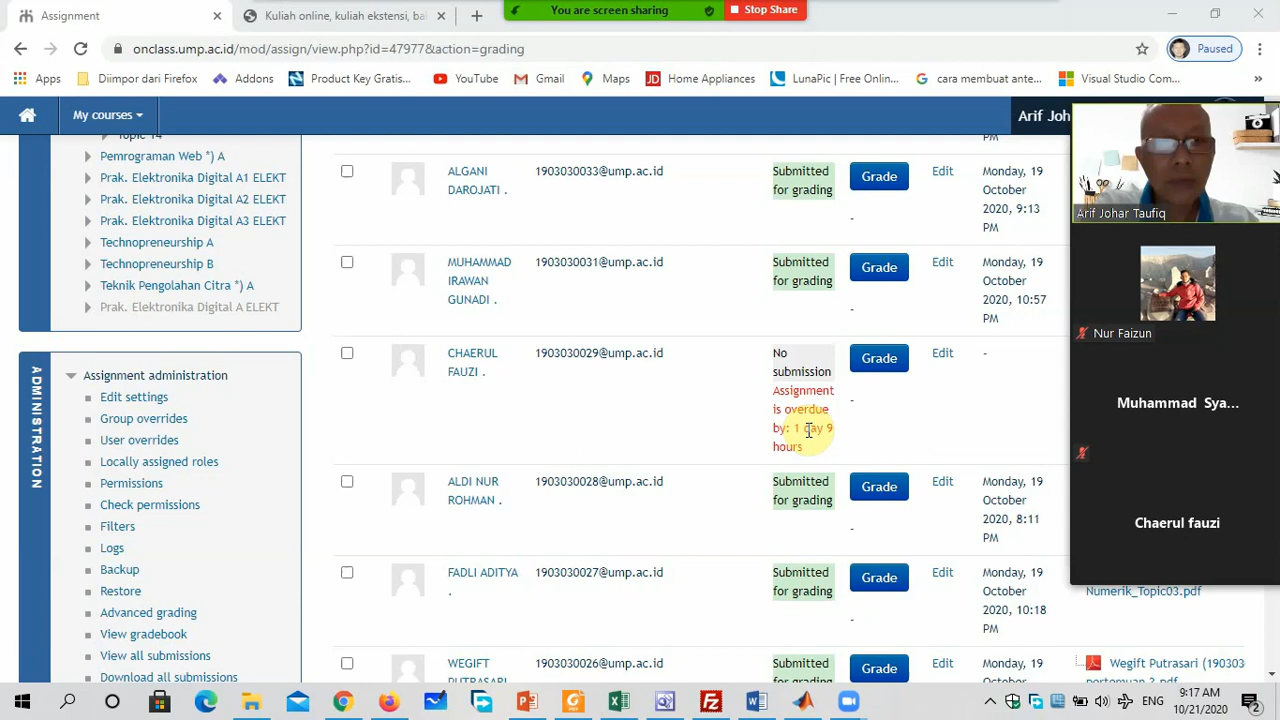 Assignment
Kuliah online, kuliah ekstensi, bab
You are screen sharing
Stop Share
onclass.ump.ac.id/mod/assign/view.php?id=47977&action=grading
Paused
Apps
Diimpor dari Firefox
Addons
Product Key Gratis...
YouTube
Gmail
Maps
Home Appliances
LunaPic | Free Onlin...
cara membuat ante...
Visual Studio Com...
My courses
Arif Joh
Topic 14
Pemrograman Web *) A
Prak. Elektronika Digital A1 ELEKT
Prak. Elektronika Digital A2 ELEKT
Prak. Elektronika Digital A3 ELEKT
Technopreneurship A
Technopreneurship B
Teknik Pengolahan Citra *) A
Prak. Elektronika Digital A ELEKT
ADMINISTRATION
Assignment administration
Edit settings
Group overrides
User overrides
Locally assigned roles
Permissions
Check permissions
Filters
Logs
Backup
Restore
Advanced grading
View gradebook
View all submissions
Download all submissions
PM
ALGANI
DAROJATI .
1903030033@ump.ac.id
Submitted
for grading
Grade
-
Edit
Monday, 19
October
2020, 9:13
PM
MUHAMMAD
IRAWAN
GUNADI .
1903030031@ump.ac.id
Submitted
for grading
Grade
-
Edit
Monday, 19
October
2020, 10:57
PM
CHAERUL
FAUZI .
1903030029@ump.ac.id
No
submission
Assignment
is overdue
by: 1 day 9
hours
Grade
-
Edit
-
ALDI NUR
ROHMAN .
1903030028@ump.ac.id
Submitted
for grading
Grade
-
Edit
Monday, 19
October
2020, 8:11
PM
FADLI ADITYA
.
1903030027@ump.ac.id
Submitted
for grading
Grade
-
Edit
Monday, 19
October
2020, 10:18
PM
Numerik_Topic03.pdf
WEGIFT
PUTRASARI
1903030026@ump.ac.id
Submitted
for grading
Grade
Edit
Monday, 19
October
Wegift Putrasari (190303
Arif Johar Taufiq
Nur Faizun
Muhammad Sya...
Chaerul fauzi
ENG
9:17 AM
10/21/2020
2